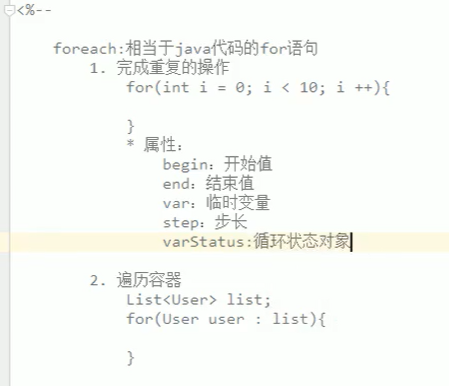 <%--
foreach:相当于java代码的for语句
1. 完成重复的操作
for(int i = 0; i < 10; i ++){
}
* 属性：
begin：开始值
end：结束值
var：临时变量
step：步长
varStatus:循环状态对象
2. 遍历容器
List<User> list;
for(User user : list){
}